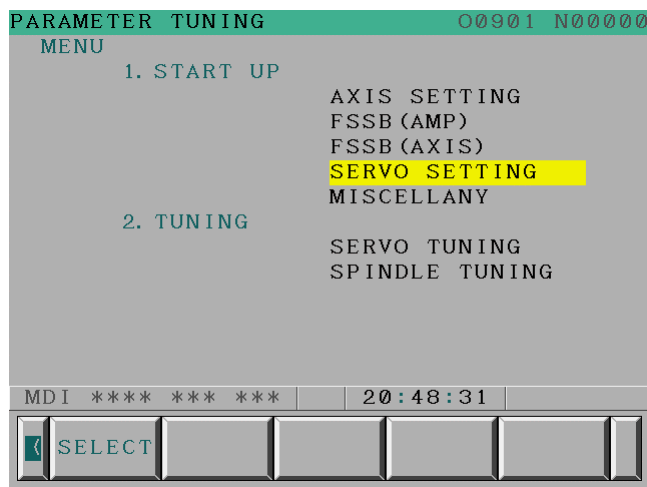 PARAMETER TUNING O0901 N00000
MENU
1. START UP
AXIS SETTING
FSSB(AMP)
FSSB(AXIS)
SERVO SETTING
MISCELLANY
2. TUNING
SERVO TUNING
SPINDLE TUNING
MDI **** *** *** 20:48:31
⟨ SELECT